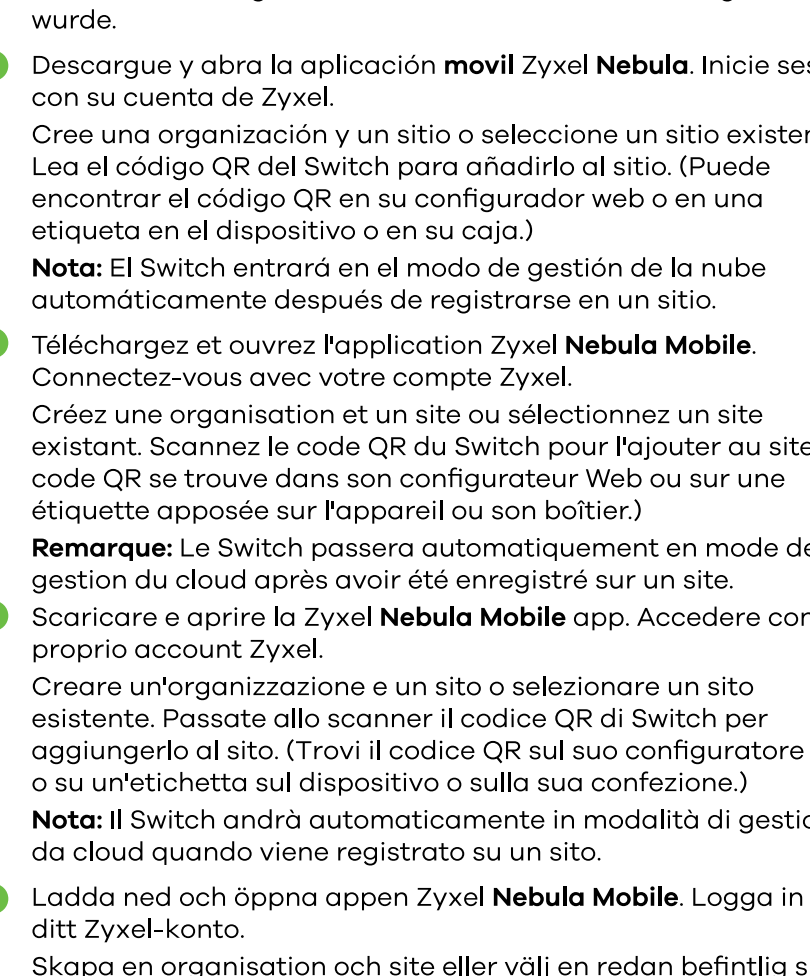 wurde.
Descargue y abra la aplicación movil Zyxel Nebula. Inicie
con su cuenta de Zyxel.
Cree una organización y un sitio o seleccione un sitio
Lea el código QR del Switch para añadirlo al sitio. (Puede
encontrar el código QR en su configurador web o en una
etiqueta en el dispositivo o en su caja.)
Nota: El Switch entrará en el modo de gestión de la nube
automáticamente después de registrarse en un sitio.
Téléchargez et ouvrez l'application Zyxel Nebula Mobile.
Connectez-vous avec votre compte Zyxel.
Créez une organisation et un site ou sélectionnez un site
existant. Scannez le code QR du Switch pour l'ajouter au site
code QR se trouve dans son configurateur Web ou sur une
étiquette apposée sur l'appareil ou son boîtier.)
Remarque: Le Switch passera automatiquement en mode de
gestion du cloud après avoir été enregistré sur un site.
Scaricare e aprire la Zyxel Nebula Mobile app. Accedere con
proprio account Zyxel.
Creare un'organizzazione e un sito o selezionare un sito
esistente. Passate allo scanner il codice QR di Switch per
aggiungerlo al sito. (Trovi il codice QR sul suo configuratore
o su un'etichetta sul dispositivo o sulla sua confezione.)
Nota: Il Switch andrà automaticamente in modalità di
da cloud quando viene registrato su un sito.
Ladda ned och öppna appen Zyxel Nebula Mobile. Logga in
ditt Zyxel-konto.
Skapa en organisation och site eller välj en redan befintlig